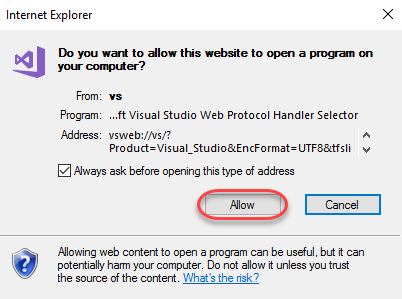 Internet Explorer
Do you want to allow this website to open a program on
your computer?
From: vs
Program: ...ft Visual Studio Web Protocol Handler Selector
Address: vsweb://vs/?
Product=Visual_Studio&EncFormat=UTF8&tfsli
Always ask before opening this type of address
Allow Cancel
Allowing web content to open a program can be useful, but it can
potentially harm your computer. Do not allow it unless you trust
the source of the content. What's the risk?